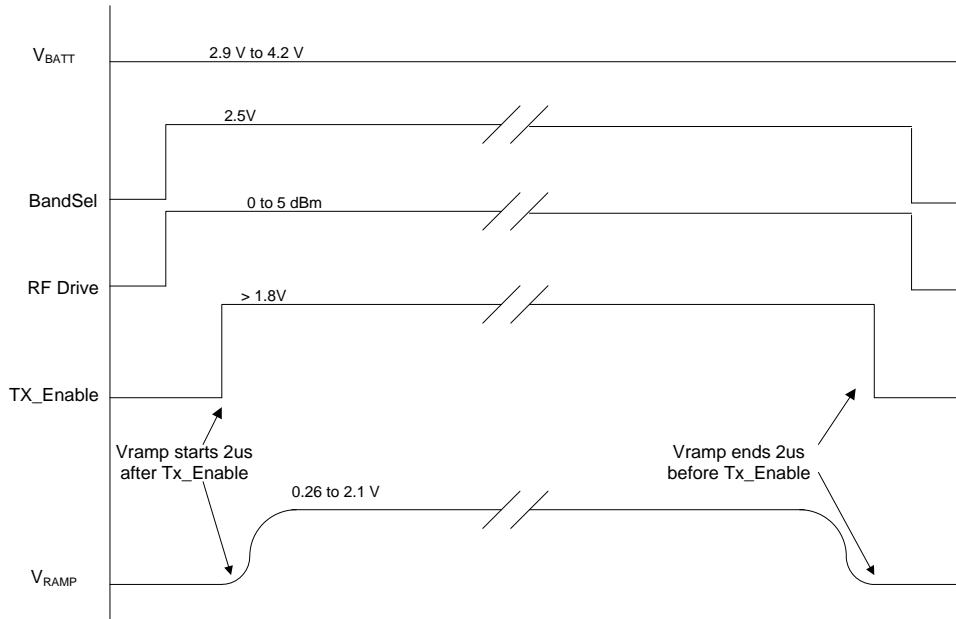 VBATT
2.9 V to 4.2 V
2.5V
BandSel
0 to 5 dBm
RF Drive
> 1.8V
TX_Enable
Vramp starts 2us
after Tx_Enable
Vramp ends 2us
before Tx_Enable
0.26 to 2.1 V
VRAMP